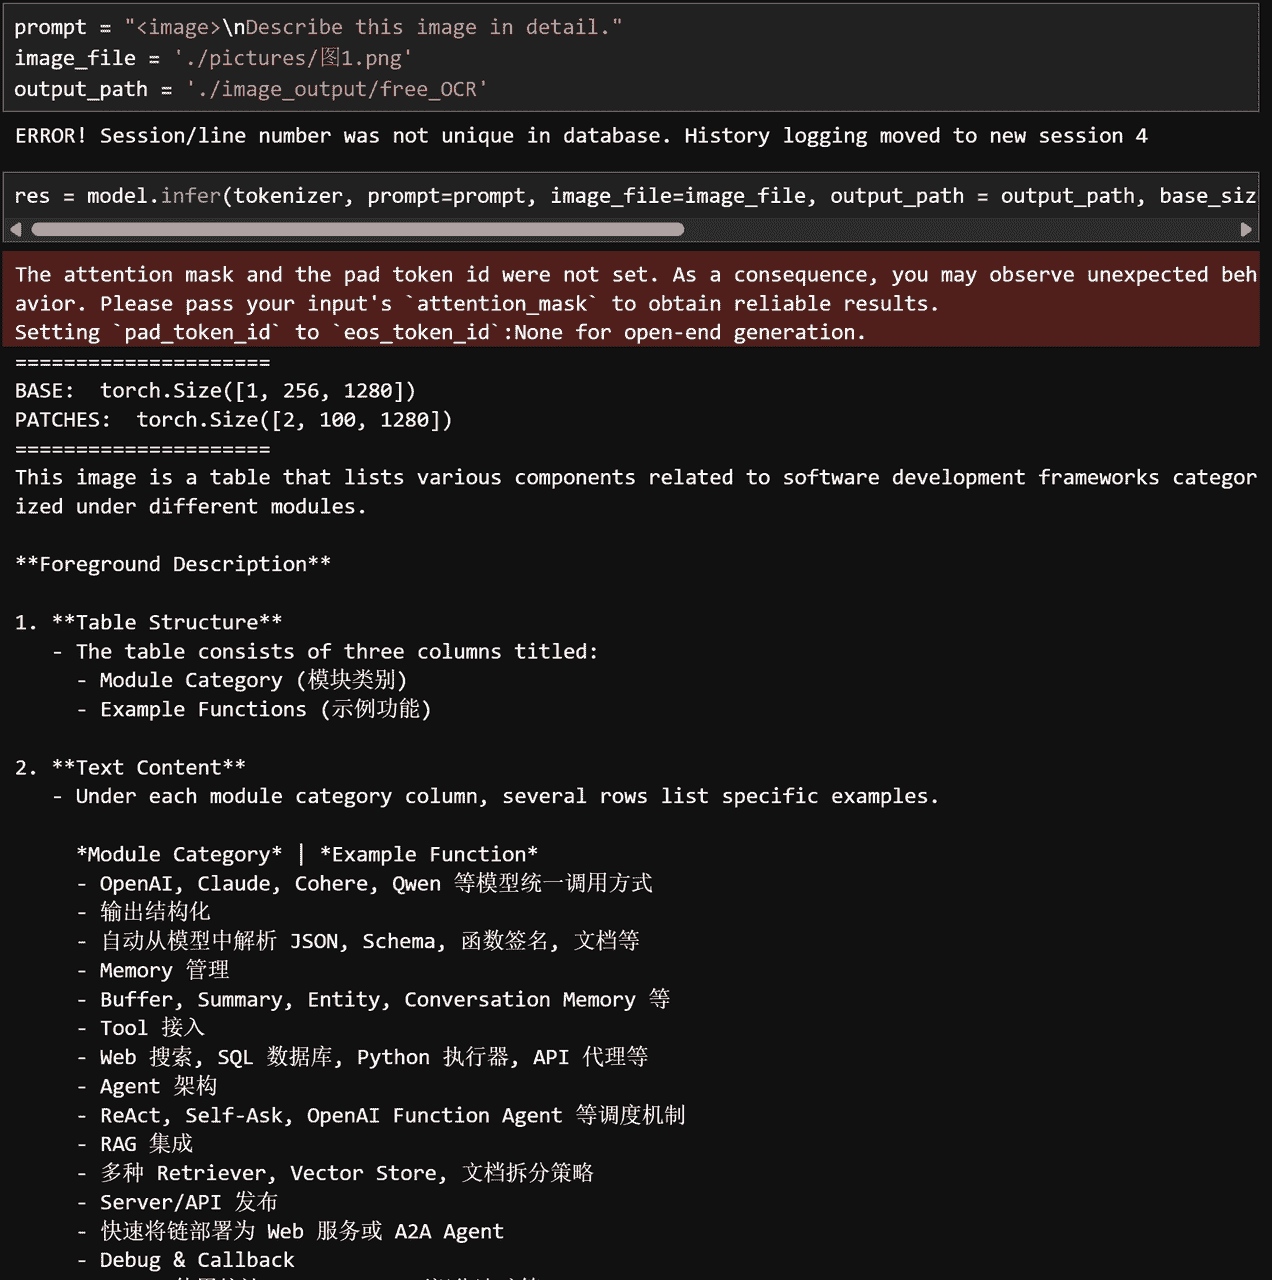 prompt = "<image>\nDescribe this image in detail."
image_file = './pictures/图1.png'
output_path = './image_output/free_OCR'
ERROR! Session/line number was not unique in database. History logging moved to new session 4
res = model.infer(tokenizer, prompt=prompt, image_file=image_file, output_path = output_path, base_siz
The attention mask and the pad token id were not set. As a consequence, you may observe unexpected beh
avior. Please pass your input's `attention_mask` to obtain reliable results.
Setting `pad_token_id` to `eos_token_id`:None for open-end generation.
=====================
BASE:  torch.Size([1, 256, 1280])
PATCHES:  torch.Size([2, 100, 1280])
=====================
This image is a table that lists various components related to software development frameworks categor
ized under different modules.
**Foreground Description**
1. **Table Structure**
- The table consists of three columns titled:
- Module Category (模块类别)
- Example Functions (示例功能)
2. **Text Content**
- Under each module category column, several rows list specific examples.
*Module Category* | *Example Function*
- OpenAI, Claude, Cohere, Qwen 等模型统一调用方式
- 输出结构化
- 自动从模型中解析 JSON, Schema, 函数签名, 文档等
- Memory 管理
- Buffer, Summary, Entity, Conversation Memory 等
- Tool 接入
- Web 搜索, SQL 数据库, Python 执行器, API 代理等
- Agent 架构
- ReAct, Self-Ask, OpenAI Function Agent 等调度机制
- RAG 集成
- 多种 Retriever, Vector Store, 文档拆分策略
- Server/API 发布
- 快速将链部署为 Web 服务或 A2A Agent
- Debug & Callback